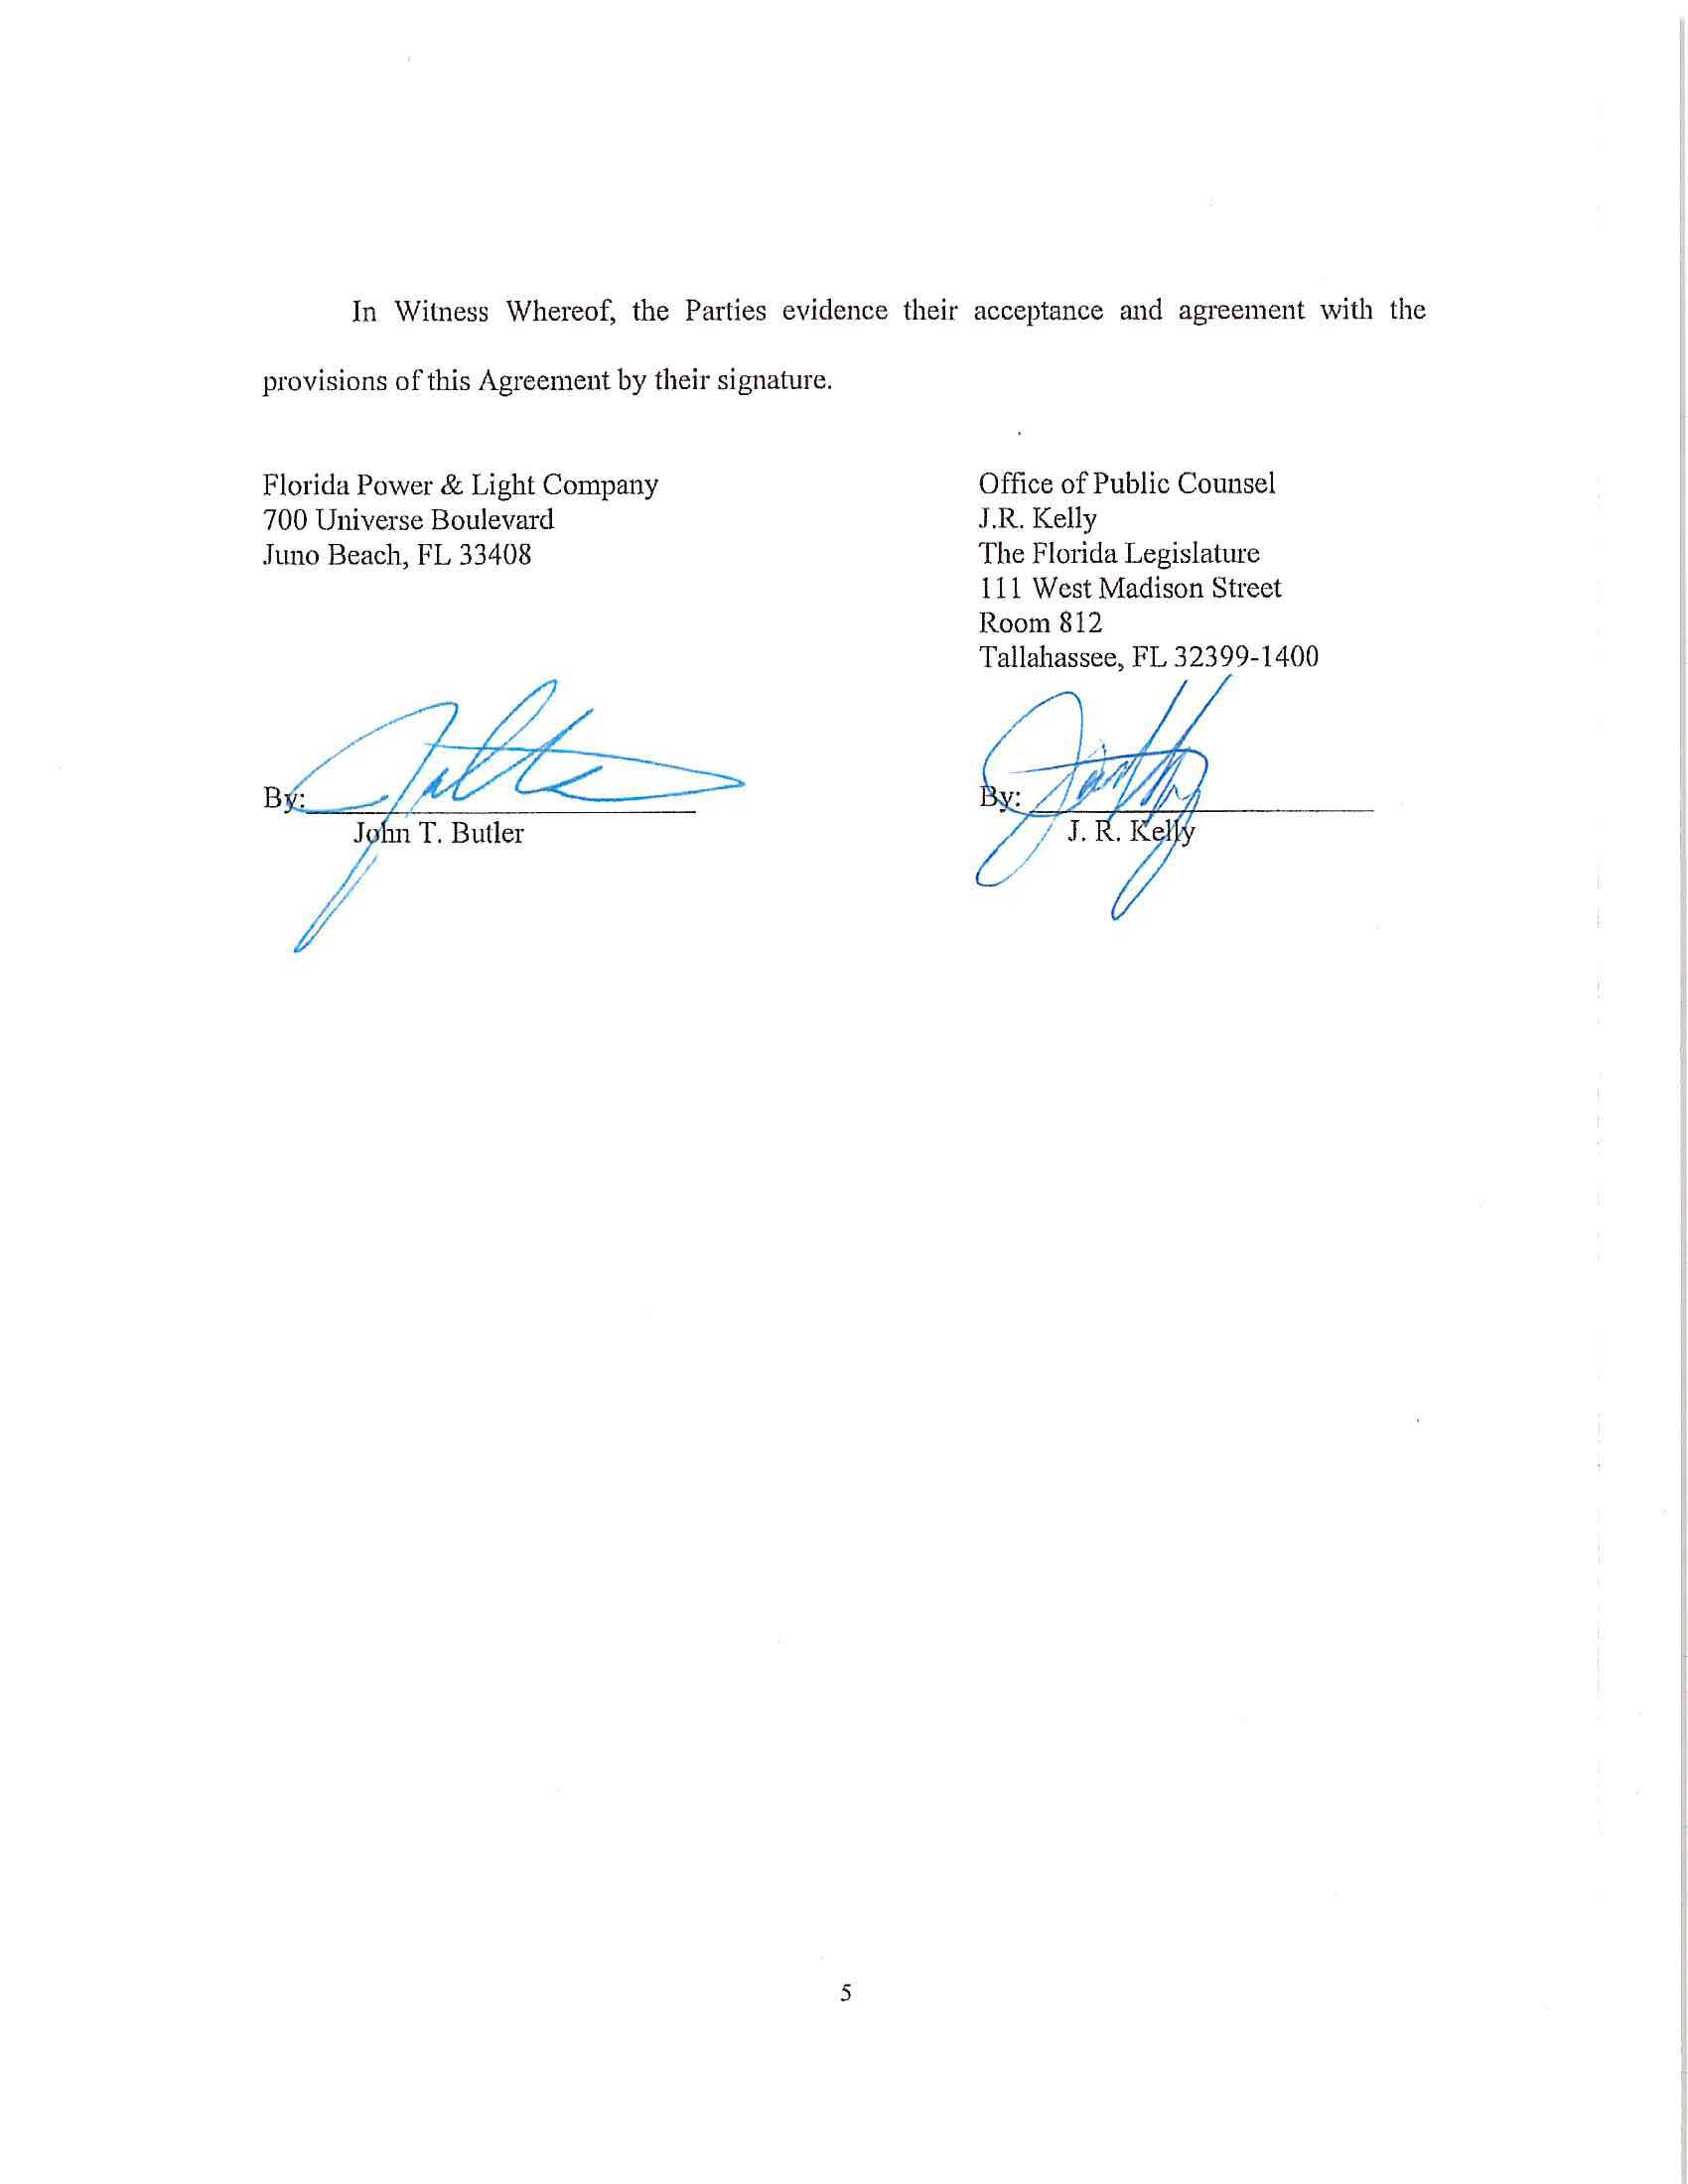 In Witness Whereof, the Parties evidence their acceptance and agreement with the
provisions of this Agreement by their signature.
Florida Power & Light Company
700 Universe Boulevard
Juno Beach, FL 33408
Office of Public Counsel
J.R. Kelly
The Florida Legislature
111 West Madison Street
Room 812
Tallahassee, FL 32399-1400
By:
John T. Butler
By:
J. R. Kelly
5